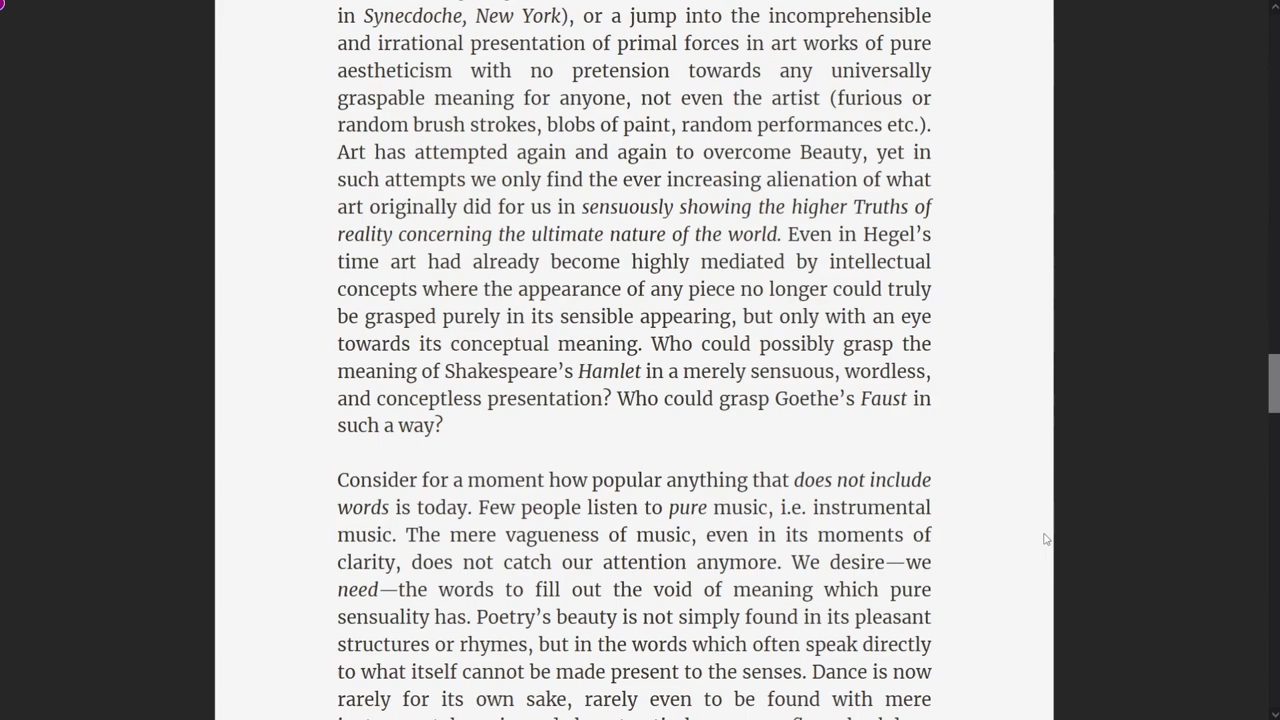 in Synecdoche, New York), or a jump into the incomprehensible
and irrational presentation of primal forces in art works of pure
aestheticism with no pretension towards any universally
graspable meaning for anyone, not even the artist (furious or
random brush strokes, blobs of paint, random performances etc.).
Art has attempted again and again to overcome Beauty, yet in
such attempts we only find the ever increasing alienation of what
art originally did for us in sensuously showing the higher Truths of
reality concerning the ultimate nature of the world. Even in Hegel’s
time art had already become highly mediated by intellectual
concepts where the appearance of any piece no longer could truly
be grasped purely in its sensible appearing, but only with an eye
towards its conceptual meaning. Who could possibly grasp the
meaning of Shakespeare’s Hamlet in a merely sensuous, wordless,
and conceptless presentation? Who could grasp Goethe’s Faust in
such a way?
Consider for a moment how popular anything that does not include
words is today. Few people listen to pure music, i.e. instrumental
music. The mere vagueness of music, even in its moments of
clarity, does not catch our attention anymore. We desire—we
need—the words to fill out the void of meaning which pure
sensuality has. Poetry’s beauty is not simply found in its pleasant
structures or rhymes, but in the words which often speak directly
to what itself cannot be made present to the senses. Dance is now
rarely for its own sake, rarely even to be found with mere